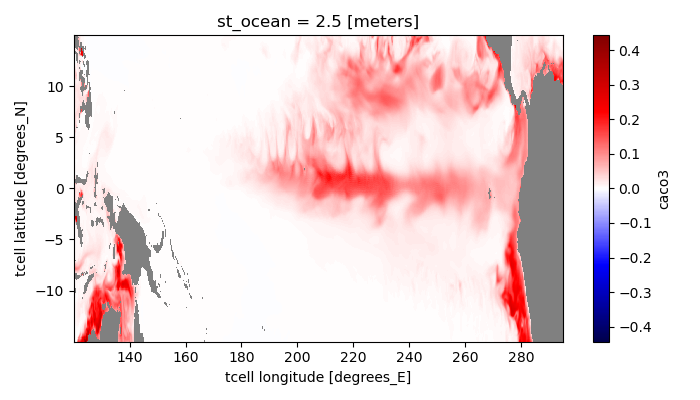 st_ocean = 2.5 [meters]
10
5
0
−5
−10
tcell latitude [degrees_N]
140 160 180 200 220 240 260 280
tcell longitude [degrees_E]
0.4
0.3
0.2
0.1
0.0
−0.1
−0.2
−0.3
−0.4
caco3